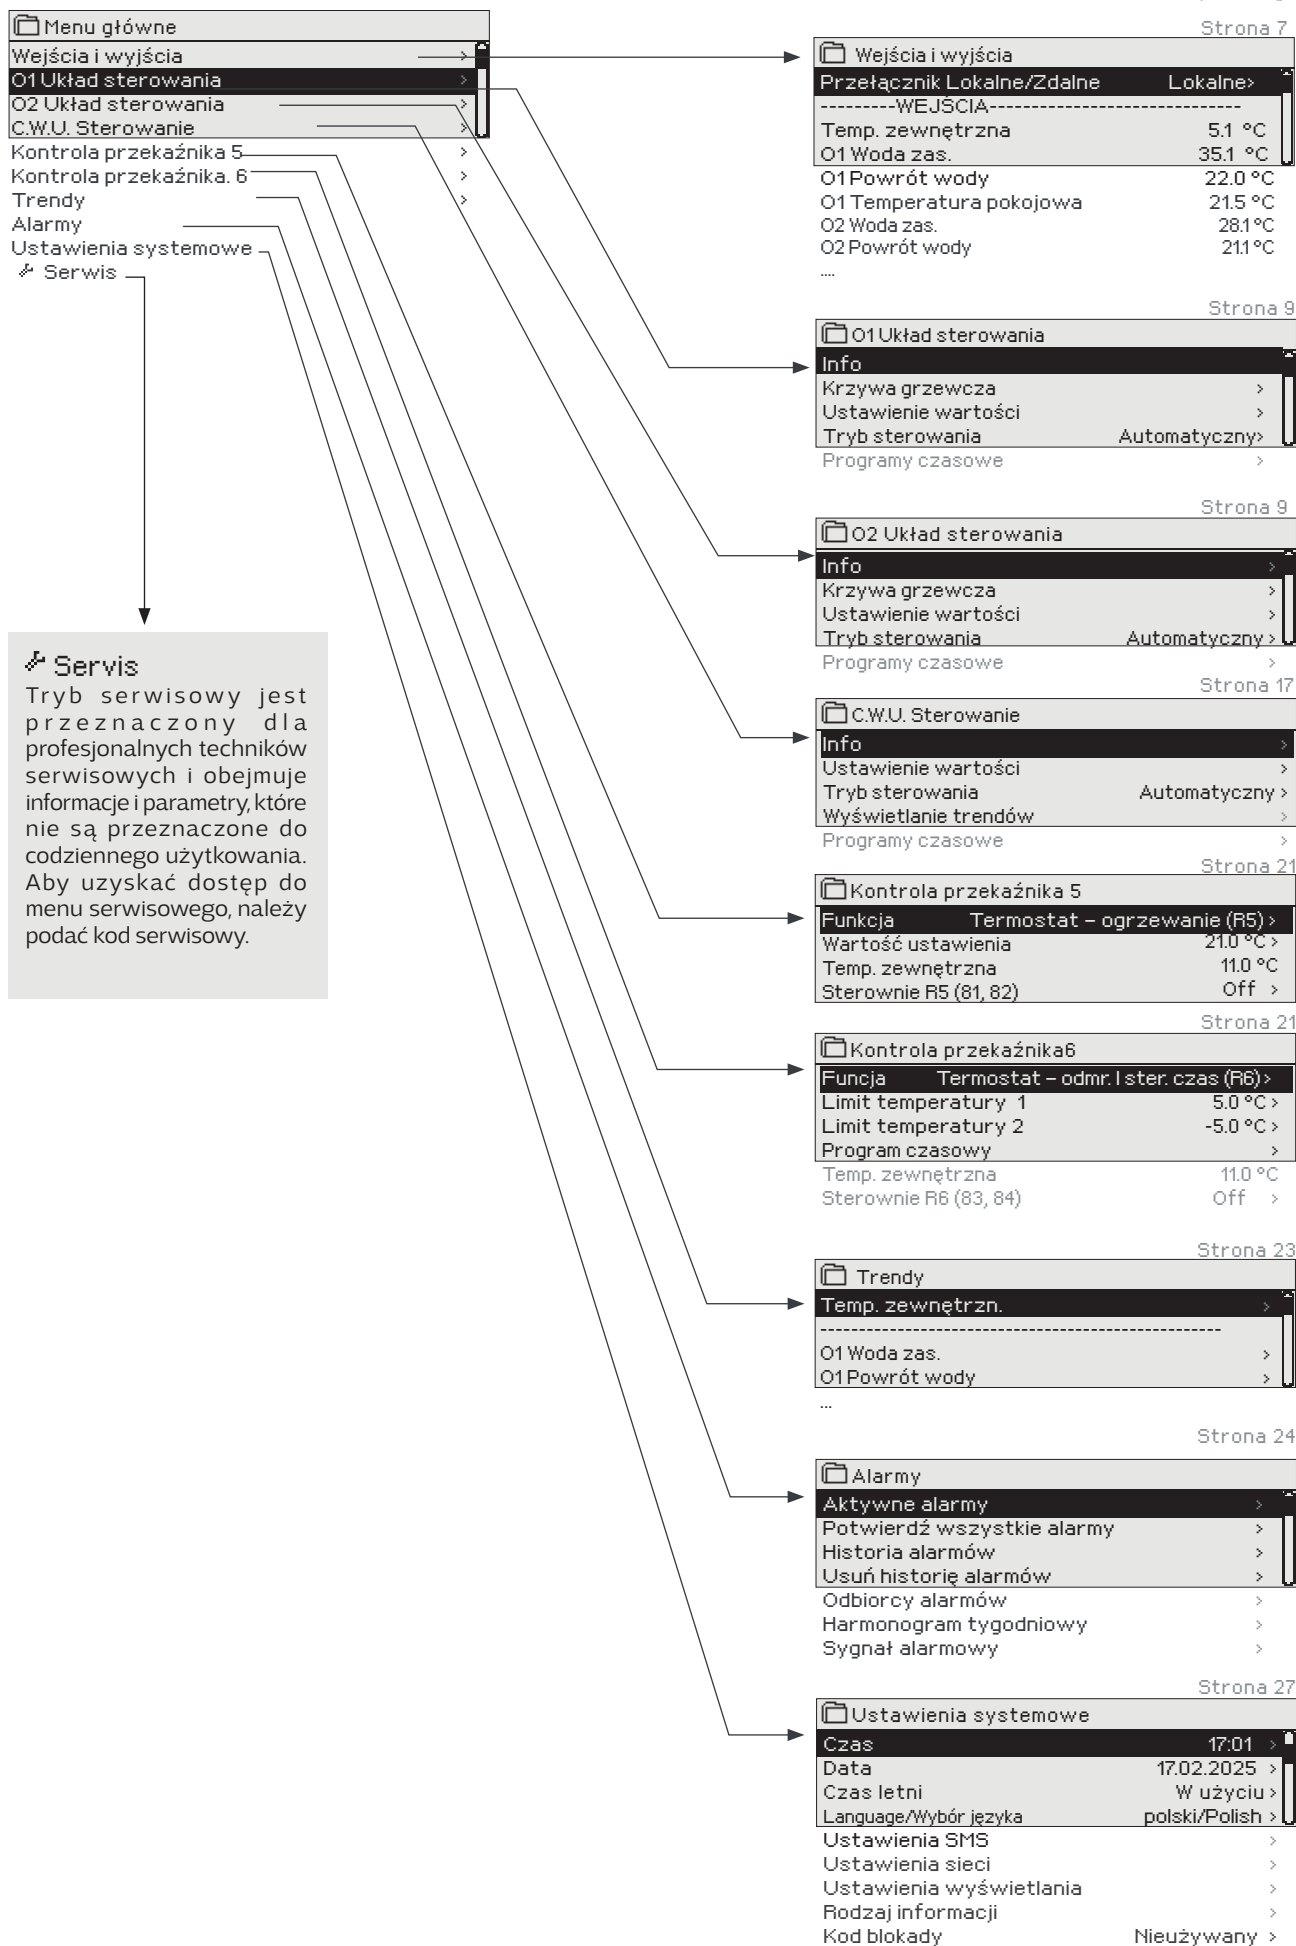 Menu główne
Wejścia i wyjścia >
O1 Układ sterowania >
O2 Układ sterowania >
C.W.U. Sterowanie >
Kontrola przekaźnika 5 >
Kontrola przekaźnika. 6 >
Trendy >
Alarmy
Ustawienia systemowe
Serwis
Servis
Tryb serwisowy jest
przeznaczony dla
profesjonalnych techników
serwisowych i obejmuje
informacje i parametry, które
nie są przeznaczone do
codziennego użytkowania.
Aby uzyskać dostęp do
menu serwisowego, należy
podać kod serwisowy.
Strona 7
Wejścia i wyjścia
Przełącznik Lokalne/Zdalne Lokalne>
---------WEJŚCIA-----------------------------
Temp. zewnętrzna 5.1 °C
O1 Woda zas. 35.1 °C
O1 Powrót wody 22.0 °C
O1 Temperatura pokojowa 21.5 °C
O2 Woda zas. 28.1 °C
O2 Powrót wody 21.1 °C
....
Strona 9
O1 Układ sterowania
Info
Krzywa grzewcza >
Ustawienie wartości >
Tryb sterowania Automatyczny>
Programy czasowe >
Strona 9
O2 Układ sterowania
Info >
Krzywa grzewcza >
Ustawienie wartości >
Tryb sterowania Automatyczny >
Programy czasowe >
Strona 17
C.W.U. Sterowanie
Info >
Ustawienie wartości >
Tryb sterowania Automatyczny >
Wyświetlanie trendów >
Programy czasowe >
Strona 21
Kontrola przekaźnika 5
Funkcja Termostat – ogrzewanie (R5) >
Wartość ustawienia 21.0 °C >
Temp. zewnętrzna 11.0 °C
Sterownie R5 (81, 82) Off >
Strona 21
Kontrola przekaźnika6
Funcja Termostat – odmr. I ster. czas (R6) >
Limit temperatury 1 5.0 °C >
Limit temperatury 2 -5.0 °C >
Program czasowy >
Temp. zewnętrzna 11.0 °C
Sterownie R6 (83, 84) Off >
Strona 23
Trendy
Temp. zewnętrzn. >
----------------------------------------------------
O1 Woda zas. >
O1 Powrót wody >
...
Strona 24
Alarmy
Aktywne alarmy >
Potwierdź wszystkie alarmy >
Historia alarmów >
Usuń historię alarmów >
Odbiorcy alarmów >
Harmonogram tygodniowy >
Sygnał alarmowy >
Strona 27
Ustawienia systemowe
Czas 17:01 >
Data 17.02.2025 >
Czas letni W użyciu >
Language/Wybór języka polski/Polish >
Ustawienia SMS >
Ustawienia sieci >
Ustawienia wyświetlania >
Rodzaj informacji >
Kod blokady Nieużywany >